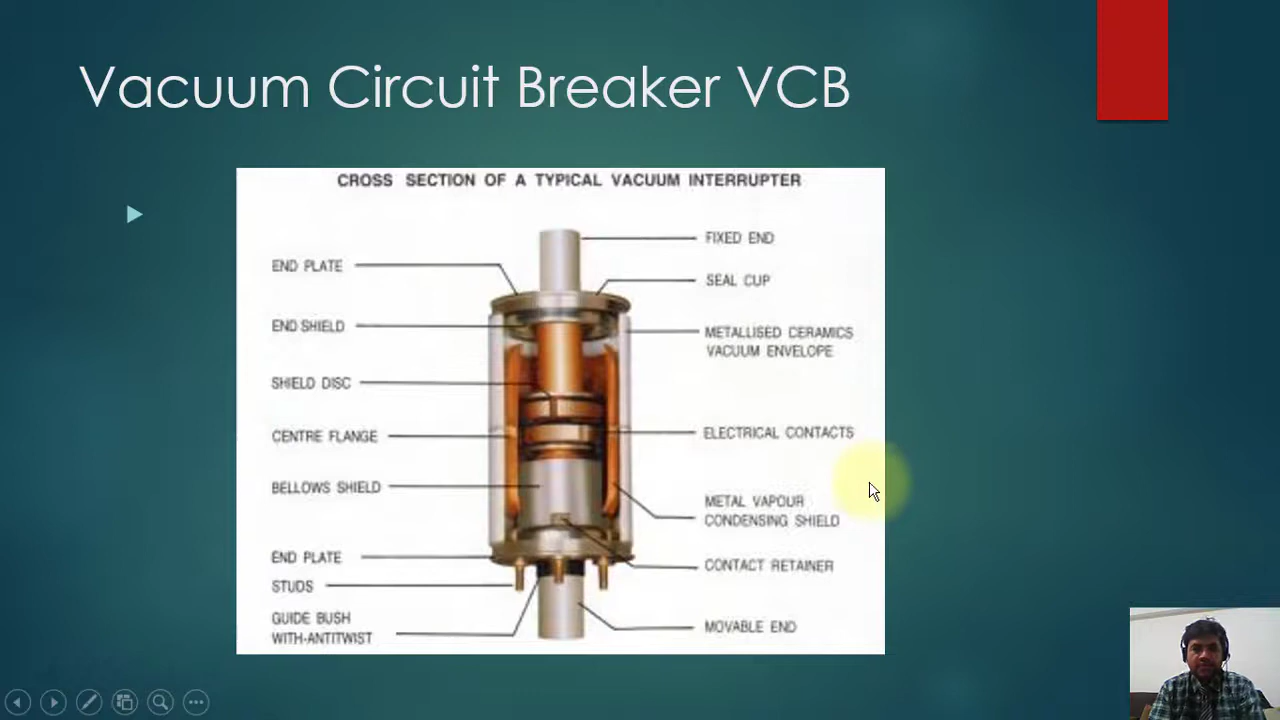 Vacuum Circuit Breaker VCB
CROSS SECTION OF A TYPICAL VACUUM INTERRUPTER
FIXED END
END PLATE
SEAL CUP
END SHIELD
METALLISED CERAMICS
VACUUM ENVELOPE
SHIELD DISC
ELECTRICAL CONTACTS
CENTRE FLANGE
BELLOWS SHIELD
METAL VAPOUR
CONDENSING SHIELD
END PLATE
CONTACT RETAINER
STUDS
GUIDE BUSH
WITH-ANTITWIST
MOVABLE END